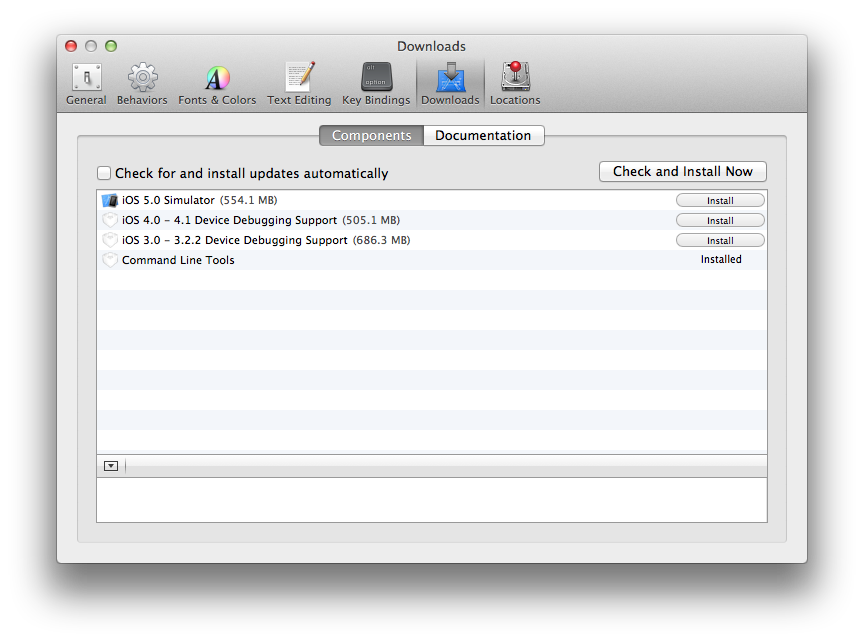 Downloads
General Behaviors Fonts & Colors Text Editing Key Bindings Downloads Locations
alt
option
Components Documentation
Check for and install updates automatically Check and Install Now
iOS 5.0 Simulator (554.1 MB) Install
iOS 4.0 – 4.1 Device Debugging Support (505.1 MB) Install
iOS 3.0 – 3.2.2 Device Debugging Support (686.3 MB) Install
Command Line Tools Installed